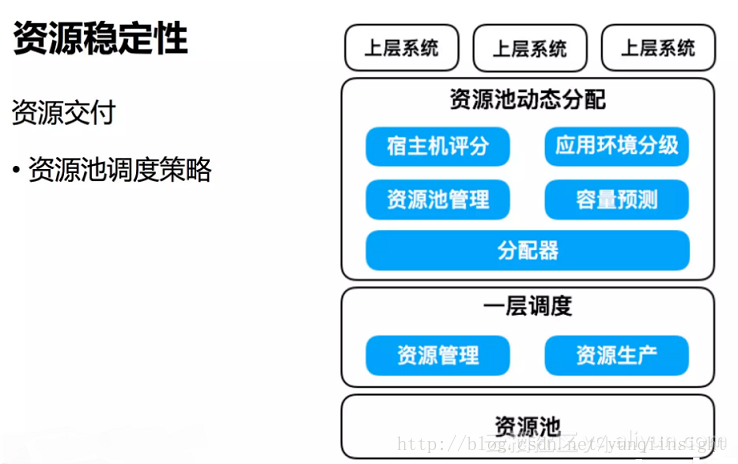 资源稳定性
资源交付
• 资源池调度策略
上层系统
上层系统
上层系统
资源池动态分配
宿主机评分
应用环境分级
资源池管理
容量预测
分配器
一层调度
资源管理
资源生产
资源池
http://blog.csdn.net/yunqiinsight